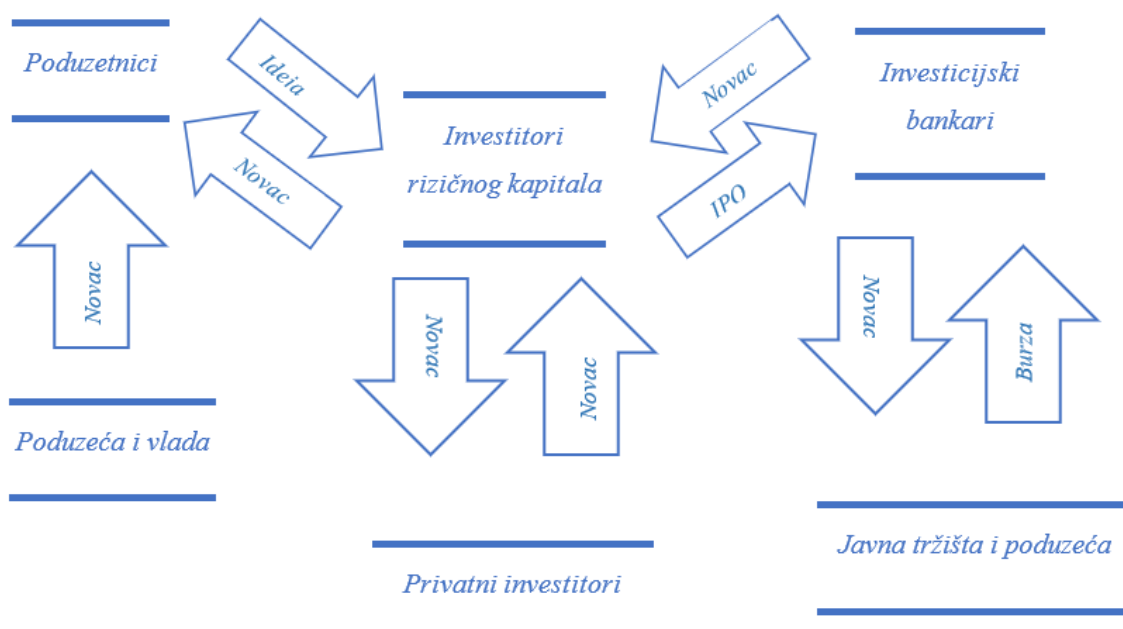 Poduzetnici
Ideja
Novac
Investitori
rizičnog kapitala
Novac
IPO
Investicijski
bankari
Novac
Novac
Novac
Novac
Burza
Poduzeća i vlada
Privatni investitori
Javna tržišta i poduzeća